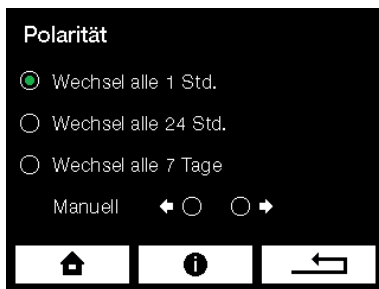 Polarität
Wechsel alle 1 Std.
Wechsel alle 24 Std.
Wechsel alle 7 Tage
Manuell